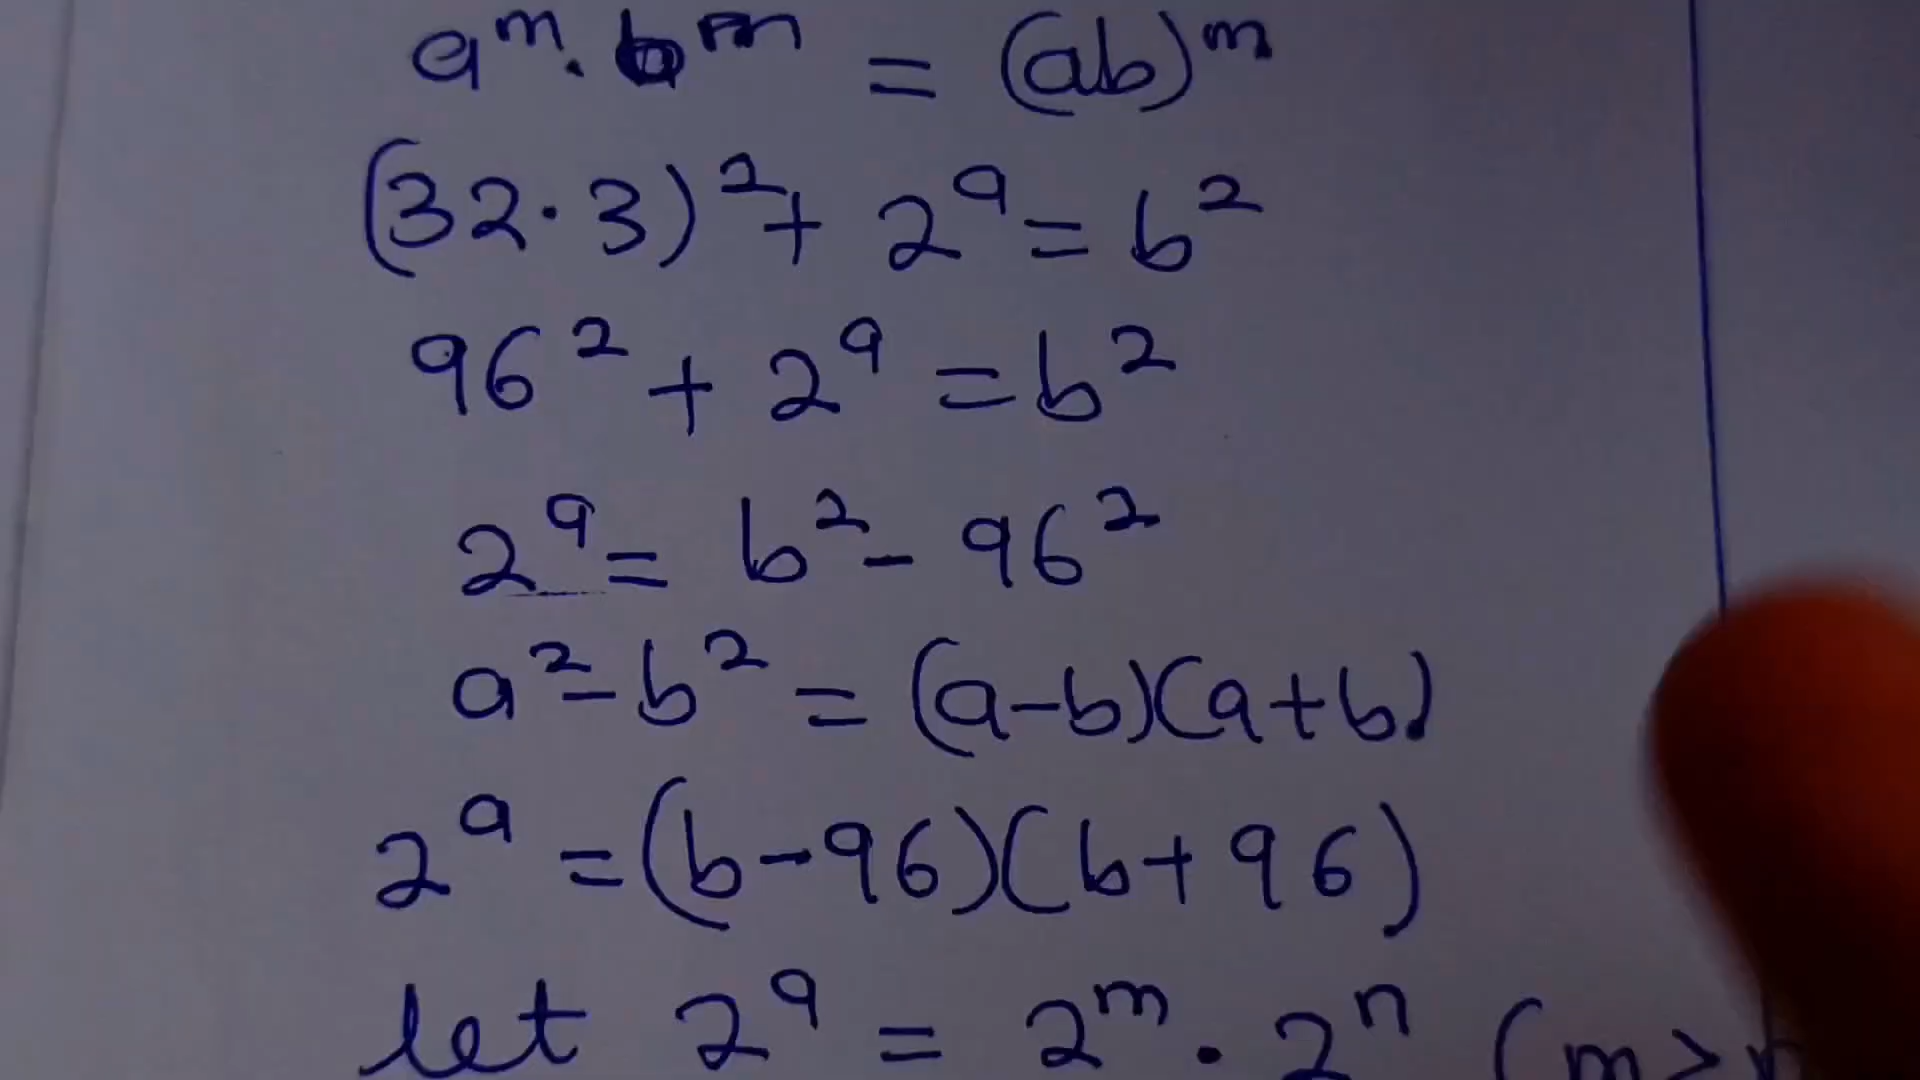 a^m · b^m = (ab)^m
(32·3)^2 + 2^a = b^2
96^2 + 2^a = b^2
2^a = b^2 - 96^2
a^2 - b^2 = (a-b)(a+b)
2^a = (b-96)(b+96)
let 2^a = 2^m · 2^n (m>